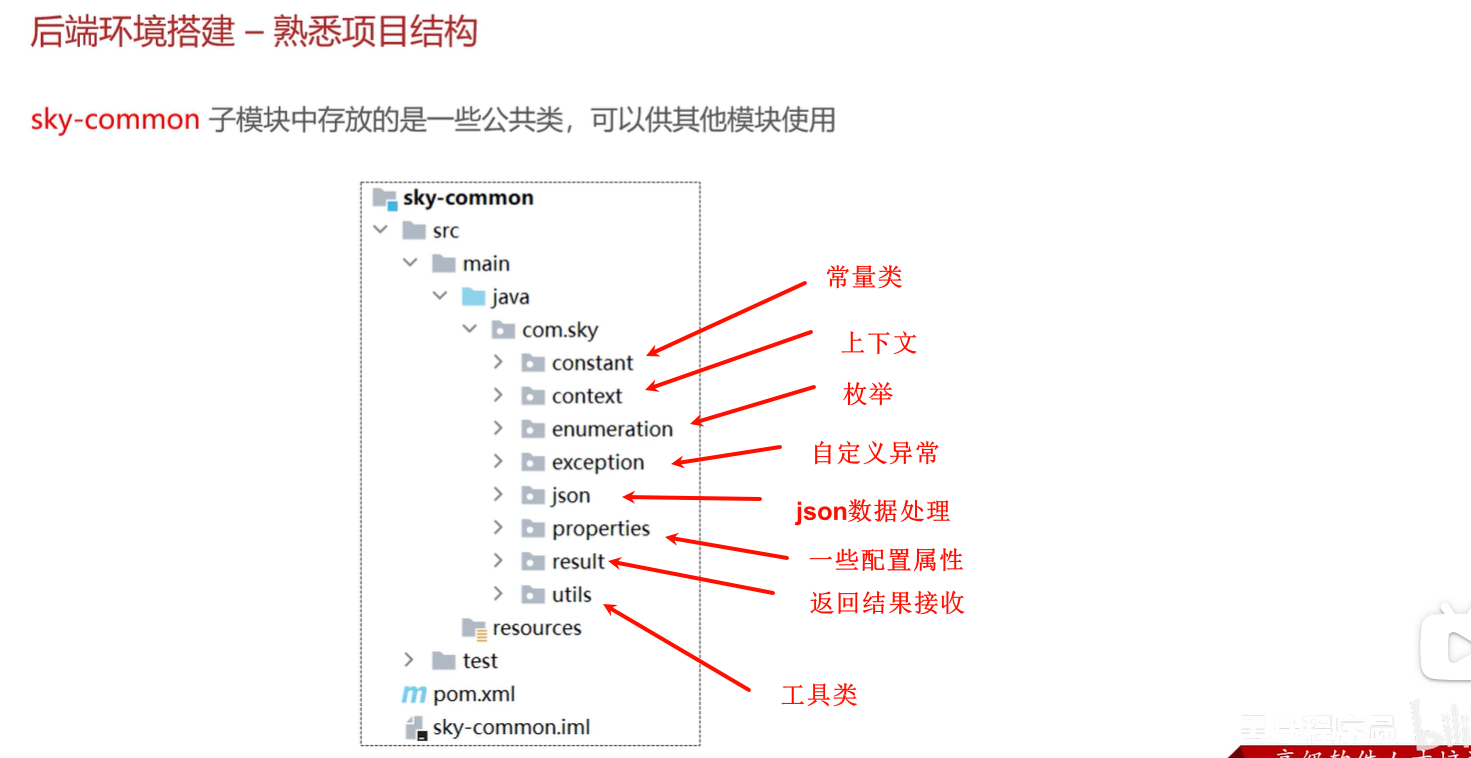 后端环境搭建 – 熟悉项目结构
sky-common 子模块中存放的是一些公共类，可以供其他模块使用
sky-common
src
main
java
常量类
com.sky
constant
上下文
context
枚举
enumeration
自定义异常
exception
json
json数据处理
properties
一些配置属性
result
返回结果接收
utils
resources
test
工具类
pom.xml
sky-common.iml